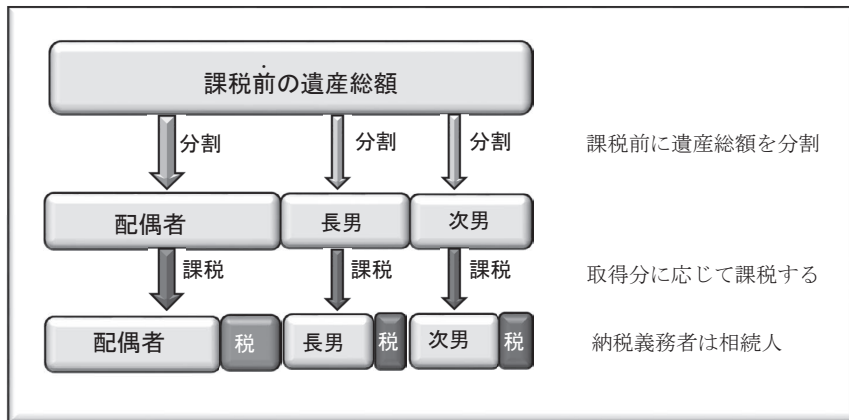 課税前の遺産総額
分割 分割 分割 課税前に遺産総額を分割
配偶者 長男 次男
課税 課税 課税 取得分に応じて課税する
配偶者 税 長男 税 次男 税 納税義務者は相続人